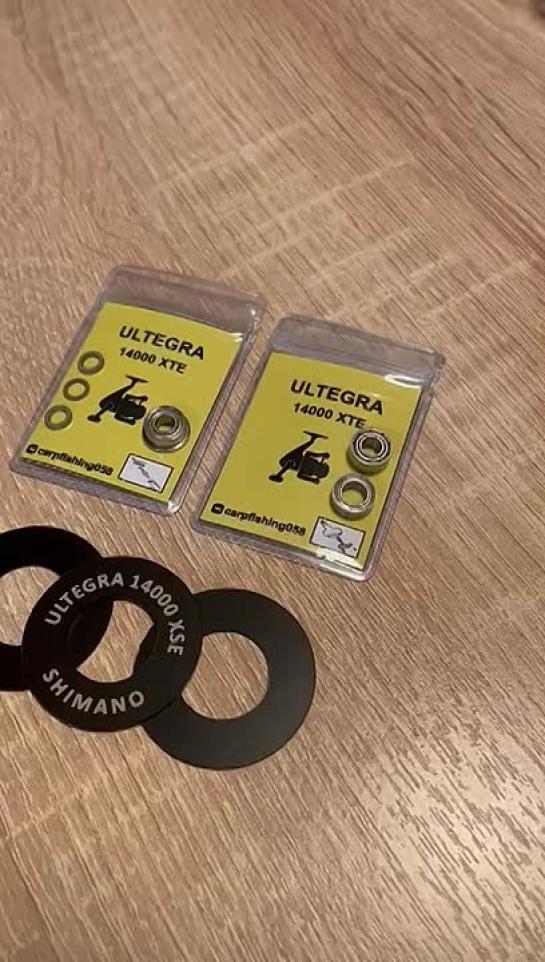 ULTEGRA
14000 XTE
carpfishing058
ULTEGRA
14000 XTE
carpfishing058
ULTEGRA 14000 XSE
SHIMANO